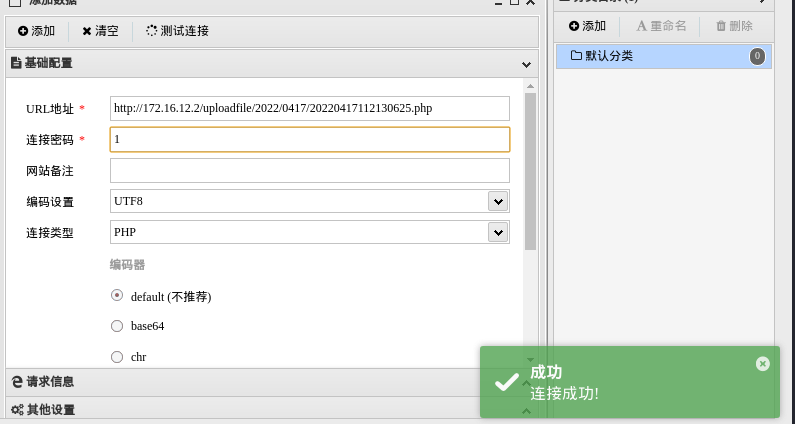 添加数据
添加 清空 测试连接
基础配置
URL地址 * http://172.16.12.2/uploadfile/2022/0417/20220417112130625.php
连接密码 * 1
网站备注
编码设置 UTF8
连接类型 PHP
编码器
default (不推荐)
base64
chr
请求信息
其他设置
添加 A 重命名 删除
默认分类 0
成功
连接成功!